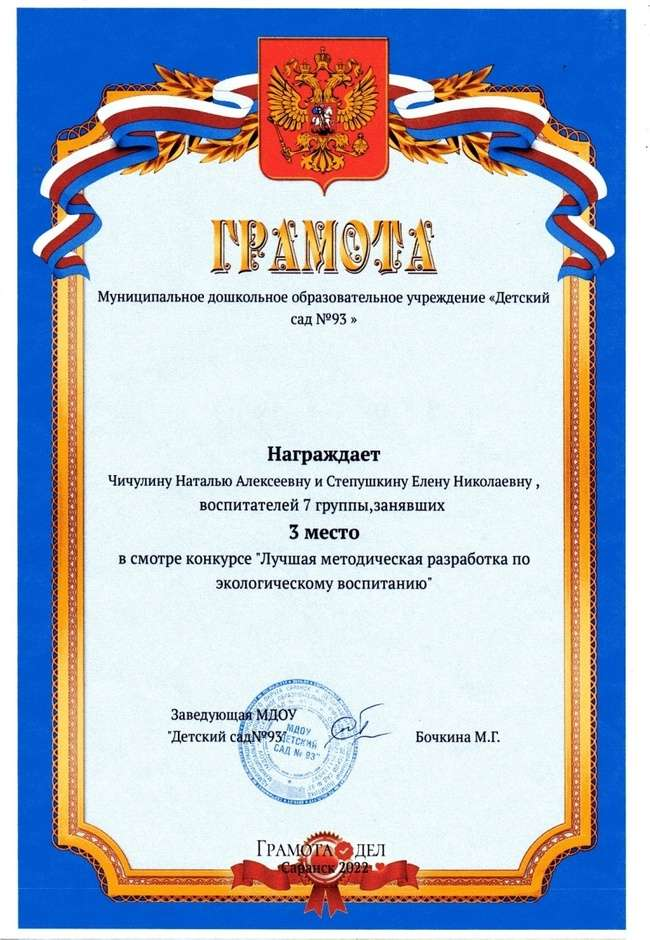 ГРАМОТА
Муниципальное дошкольное образовательное учреждение «Детский
сад №93 »
Награждает
Чичулину Наталью Алексеевну и Степушкину Елену Николаевну ,
воспитателей 7 группы,занявших
3 место
в смотре конкурсе "Лучшая методическая разработка по
экологическому воспитанию"
Заведующая МДОУ
"Детский сад№93"
МДОУ
"ДЕТСКИЙ
САД № 93"
Бочкина М.Г.
ГРАМОТА ДЕЛ
Саранск 2022